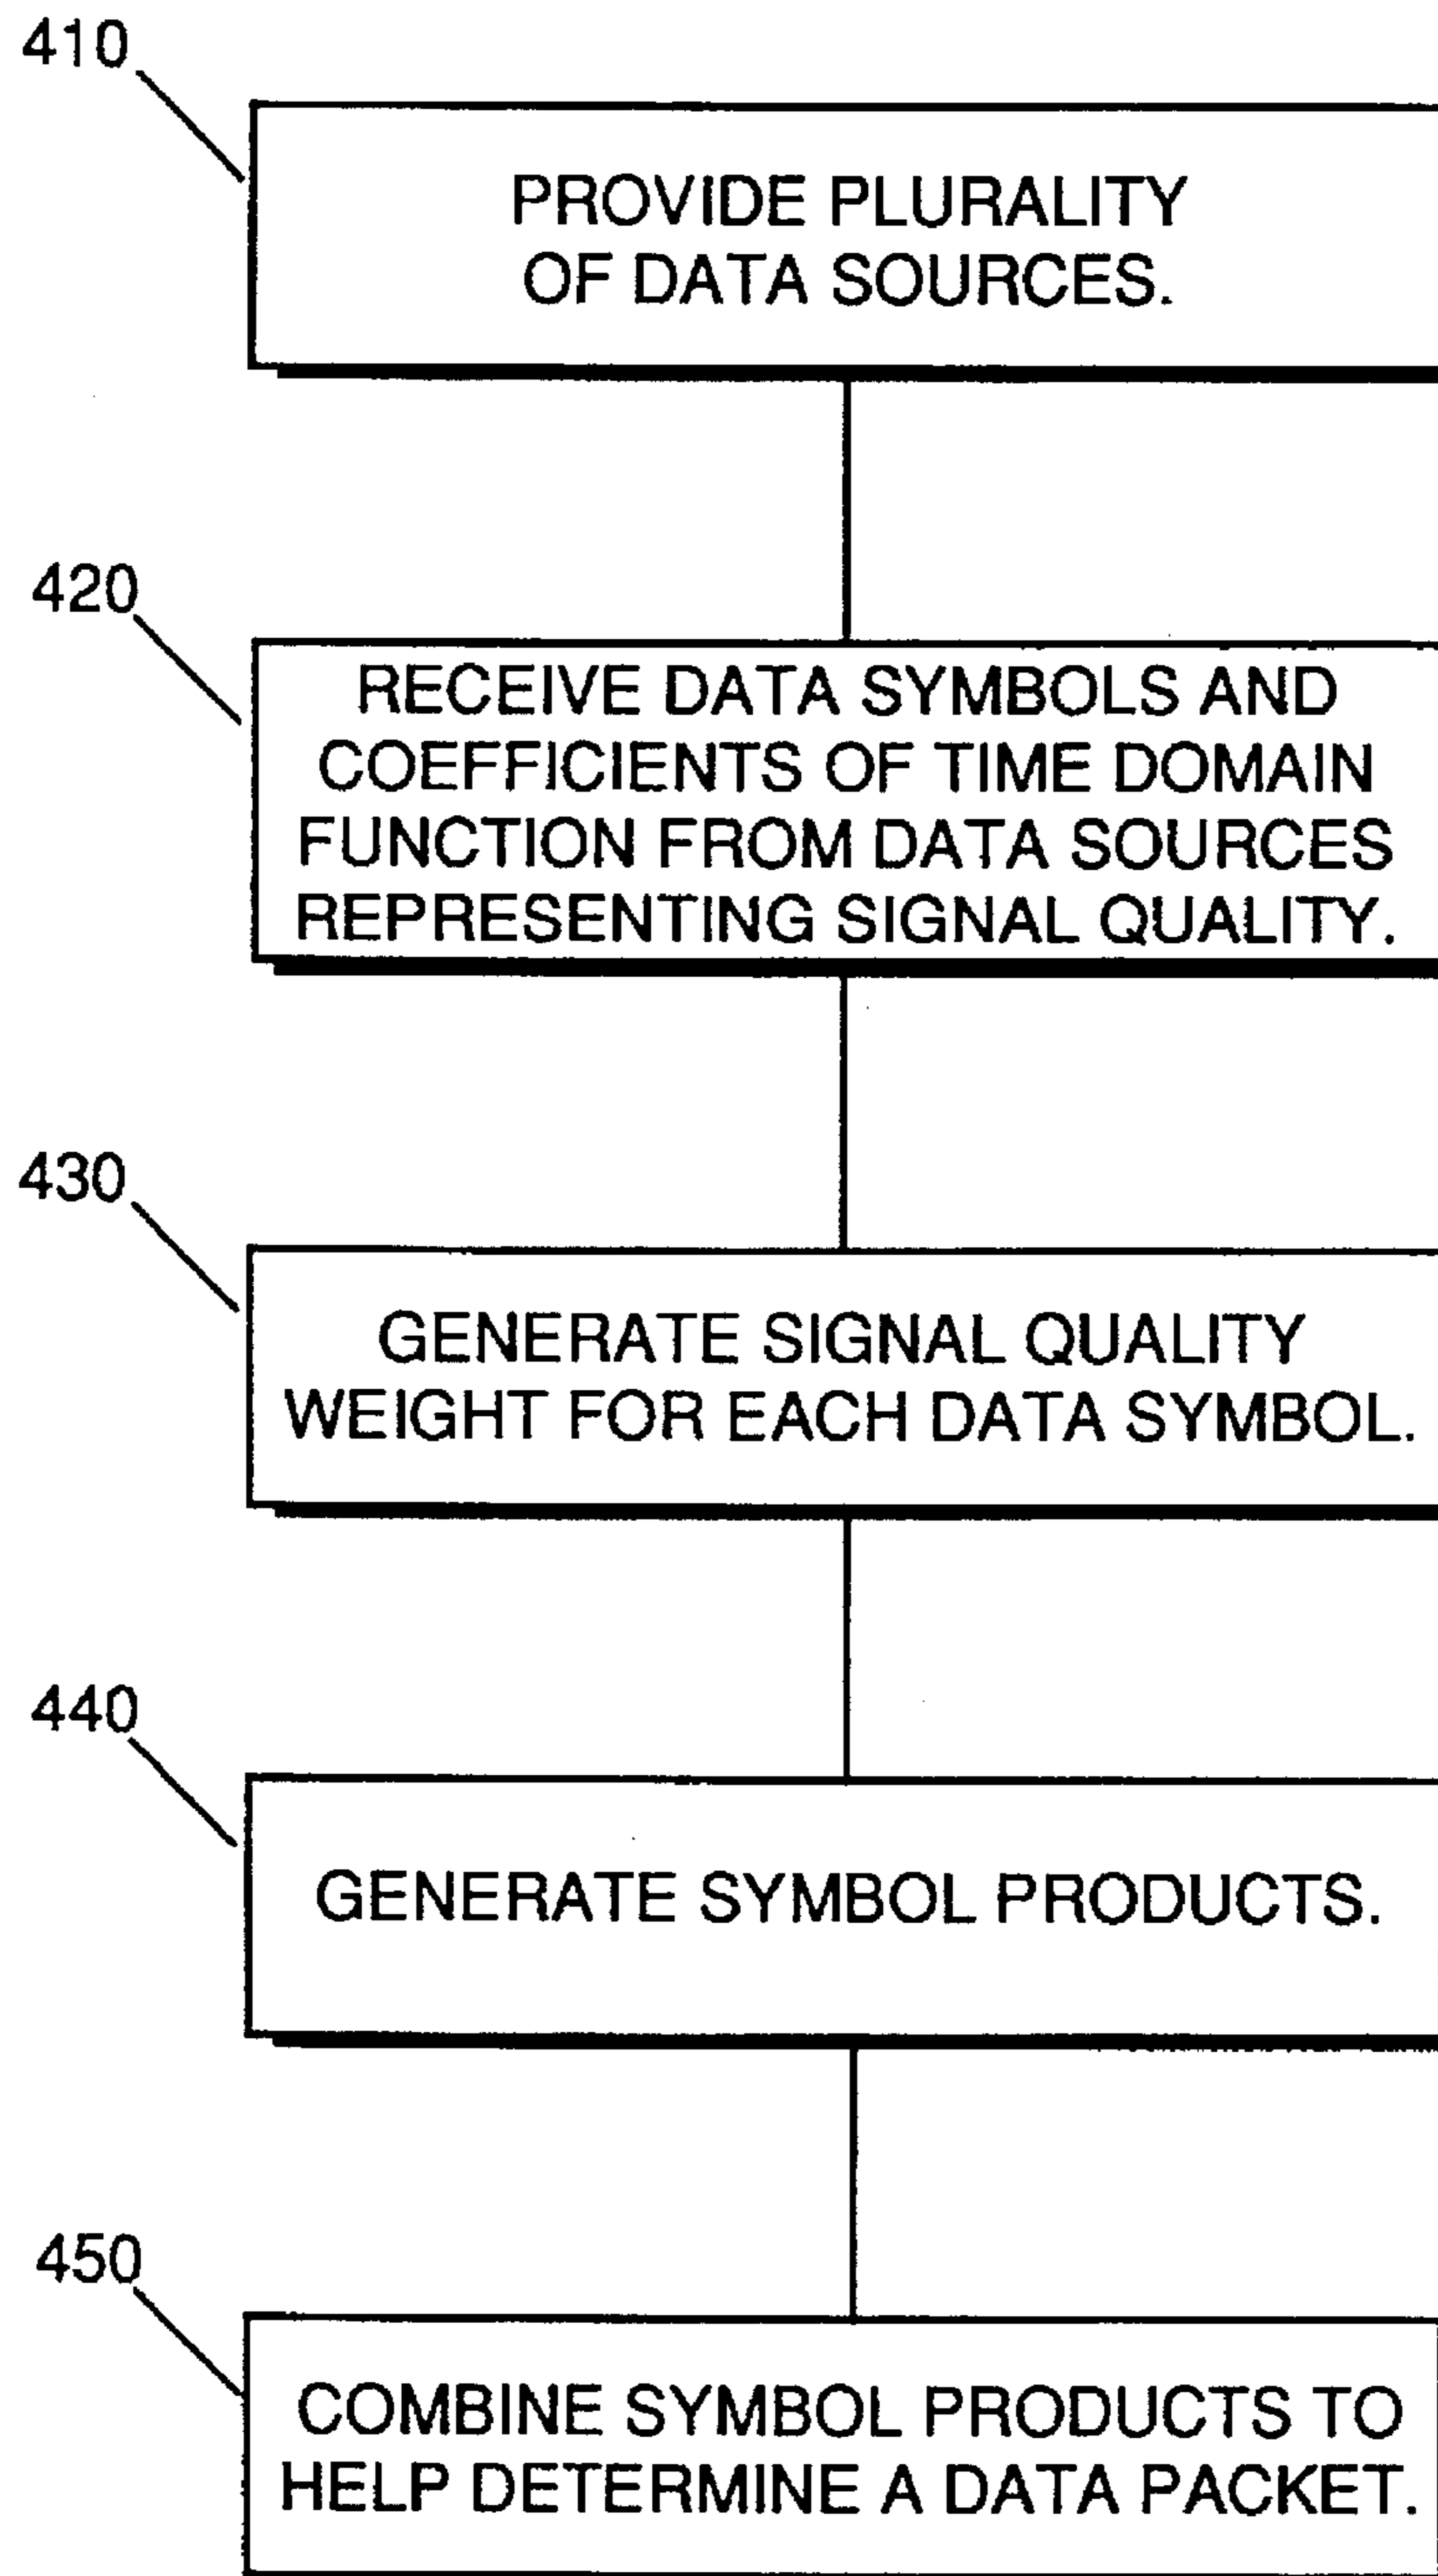 410
PROVIDE PLURALITY
OF DATA SOURCES.
420
RECEIVE DATA SYMBOLS AND
COEFFICIENTS OF TIME DOMAIN
FUNCTION FROM DATA SOURCES
REPRESENTING SIGNAL QUALITY.
430
GENERATE SIGNAL QUALITY
WEIGHT FOR EACH DATA SYMBOL.
440
GENERATE SYMBOL PRODUCTS.
450
COMBINE SYMBOL PRODUCTS TO
HELP DETERMINE A DATA PACKET.